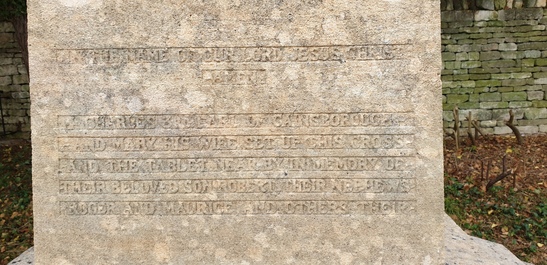 IN THE NAME OF OUR LORD JESUS CHRIST
CHARLES EARL OF GAINSBOROUGH
AND MARY HIS WIFE SET UP THIS CROSS
AND THE TABLET NEAR BY IN MEMORY OF
THEIR BELOVED SON ROBERT, THEIR NEPHEWS
ROGER AND MAURICE AND OTHERS THEIR